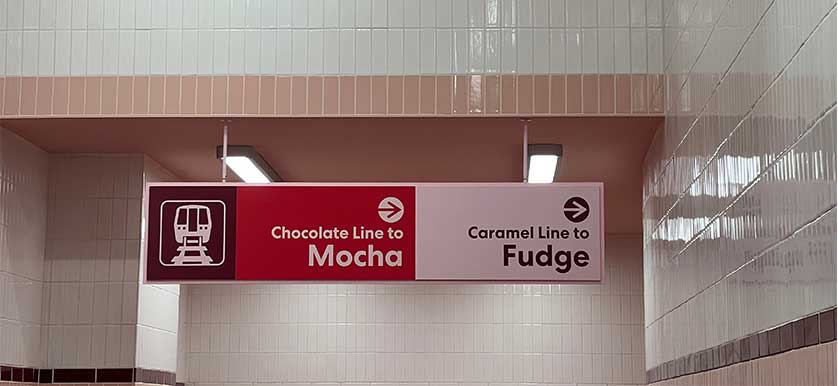 Chocolate Line to
Mocha
Caramel Line to
Fudge